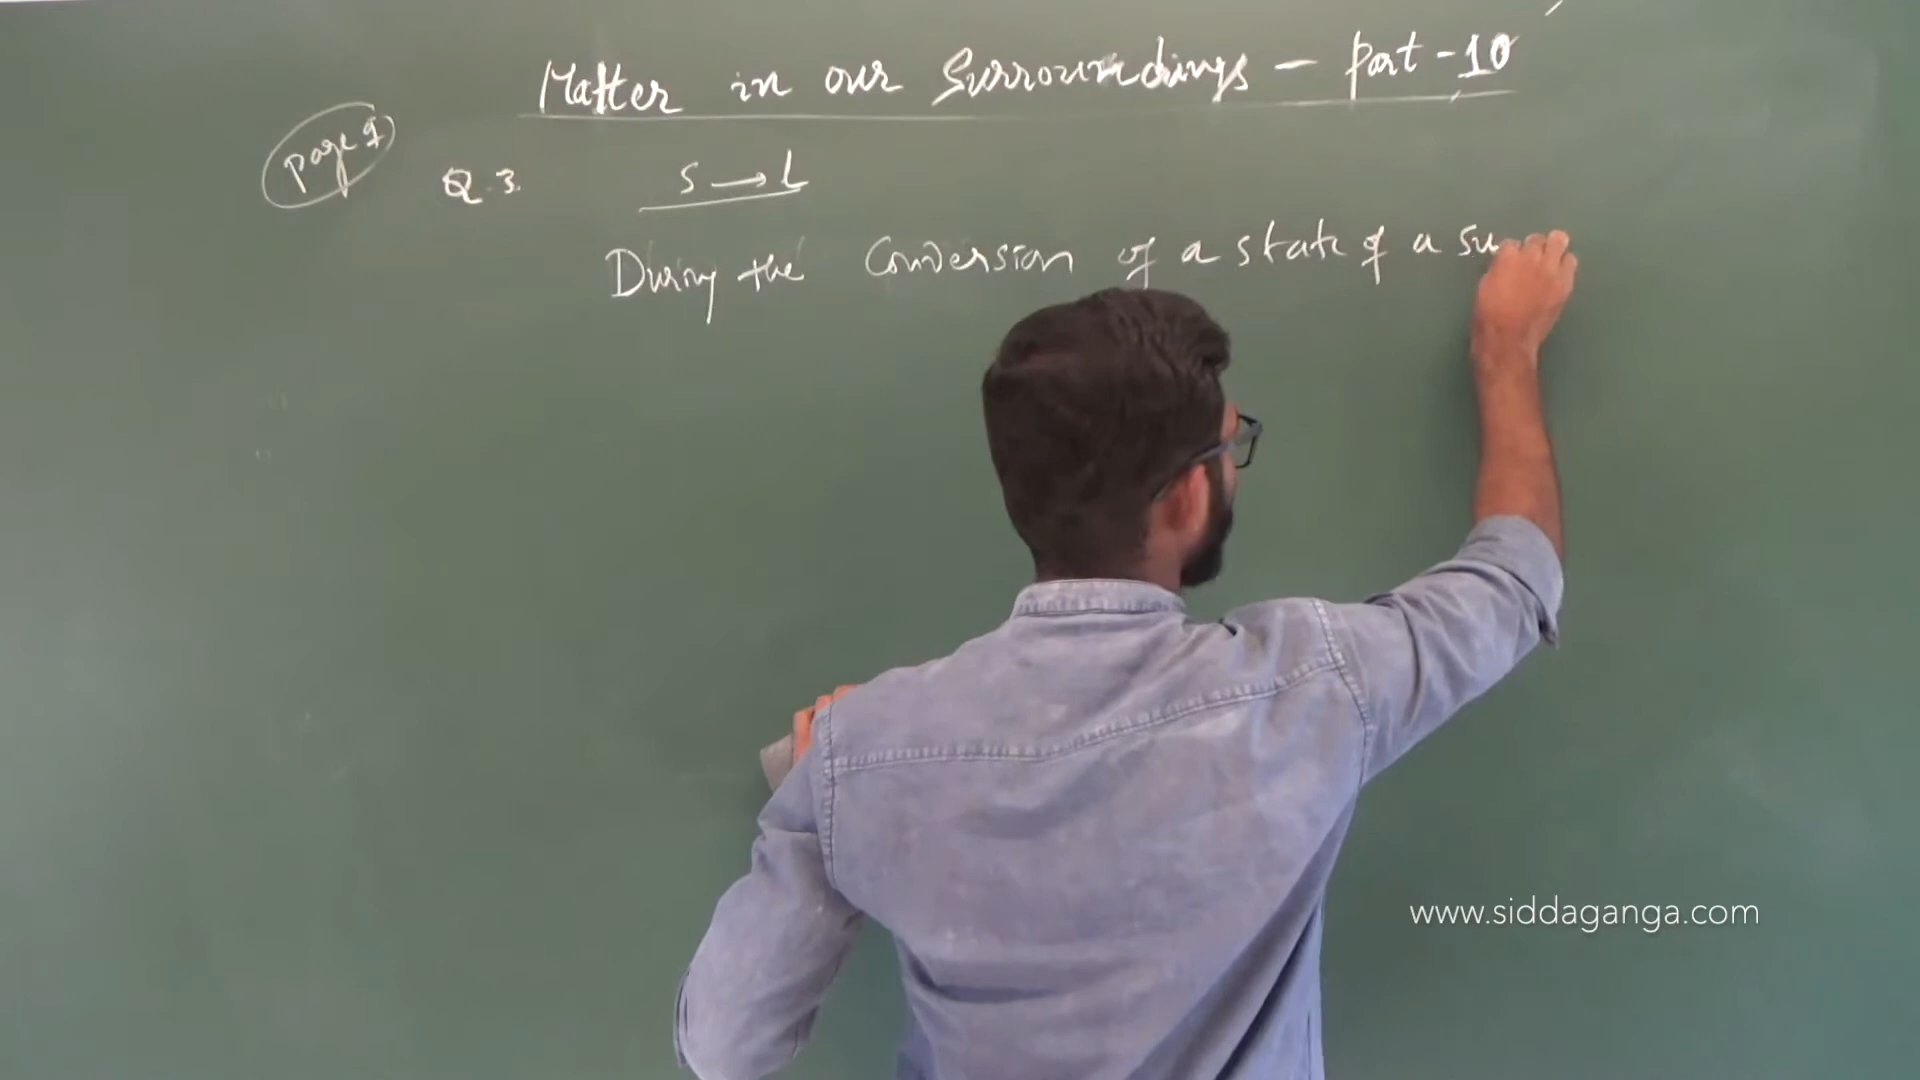 Matter in our Surroundings - Part-10
Page 9
Q.3. S → L
During the Conversion of a state of a su
www.siddaganga.com